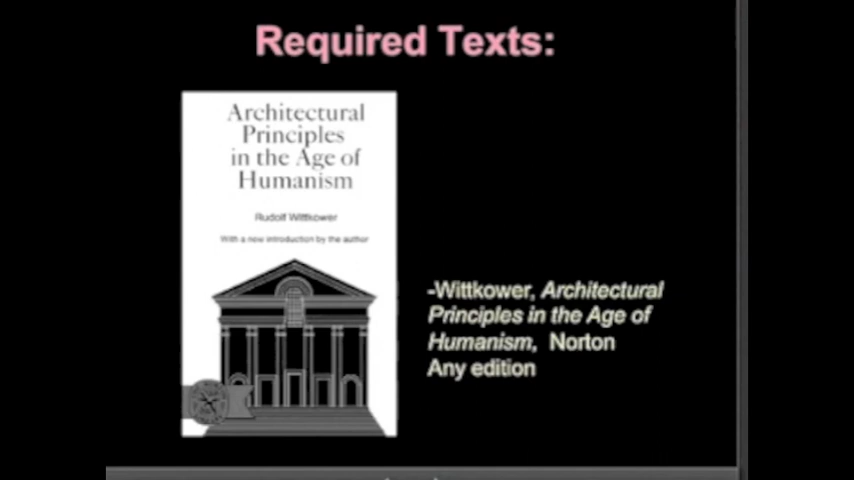 Required Texts:
Architectural
Principles
in the Age of
Humanism
Rudolf Wittkower
With a new introduction by the author
-Wittkower, Architectural
Principles in the Age of
Humanism, Norton
Any edition